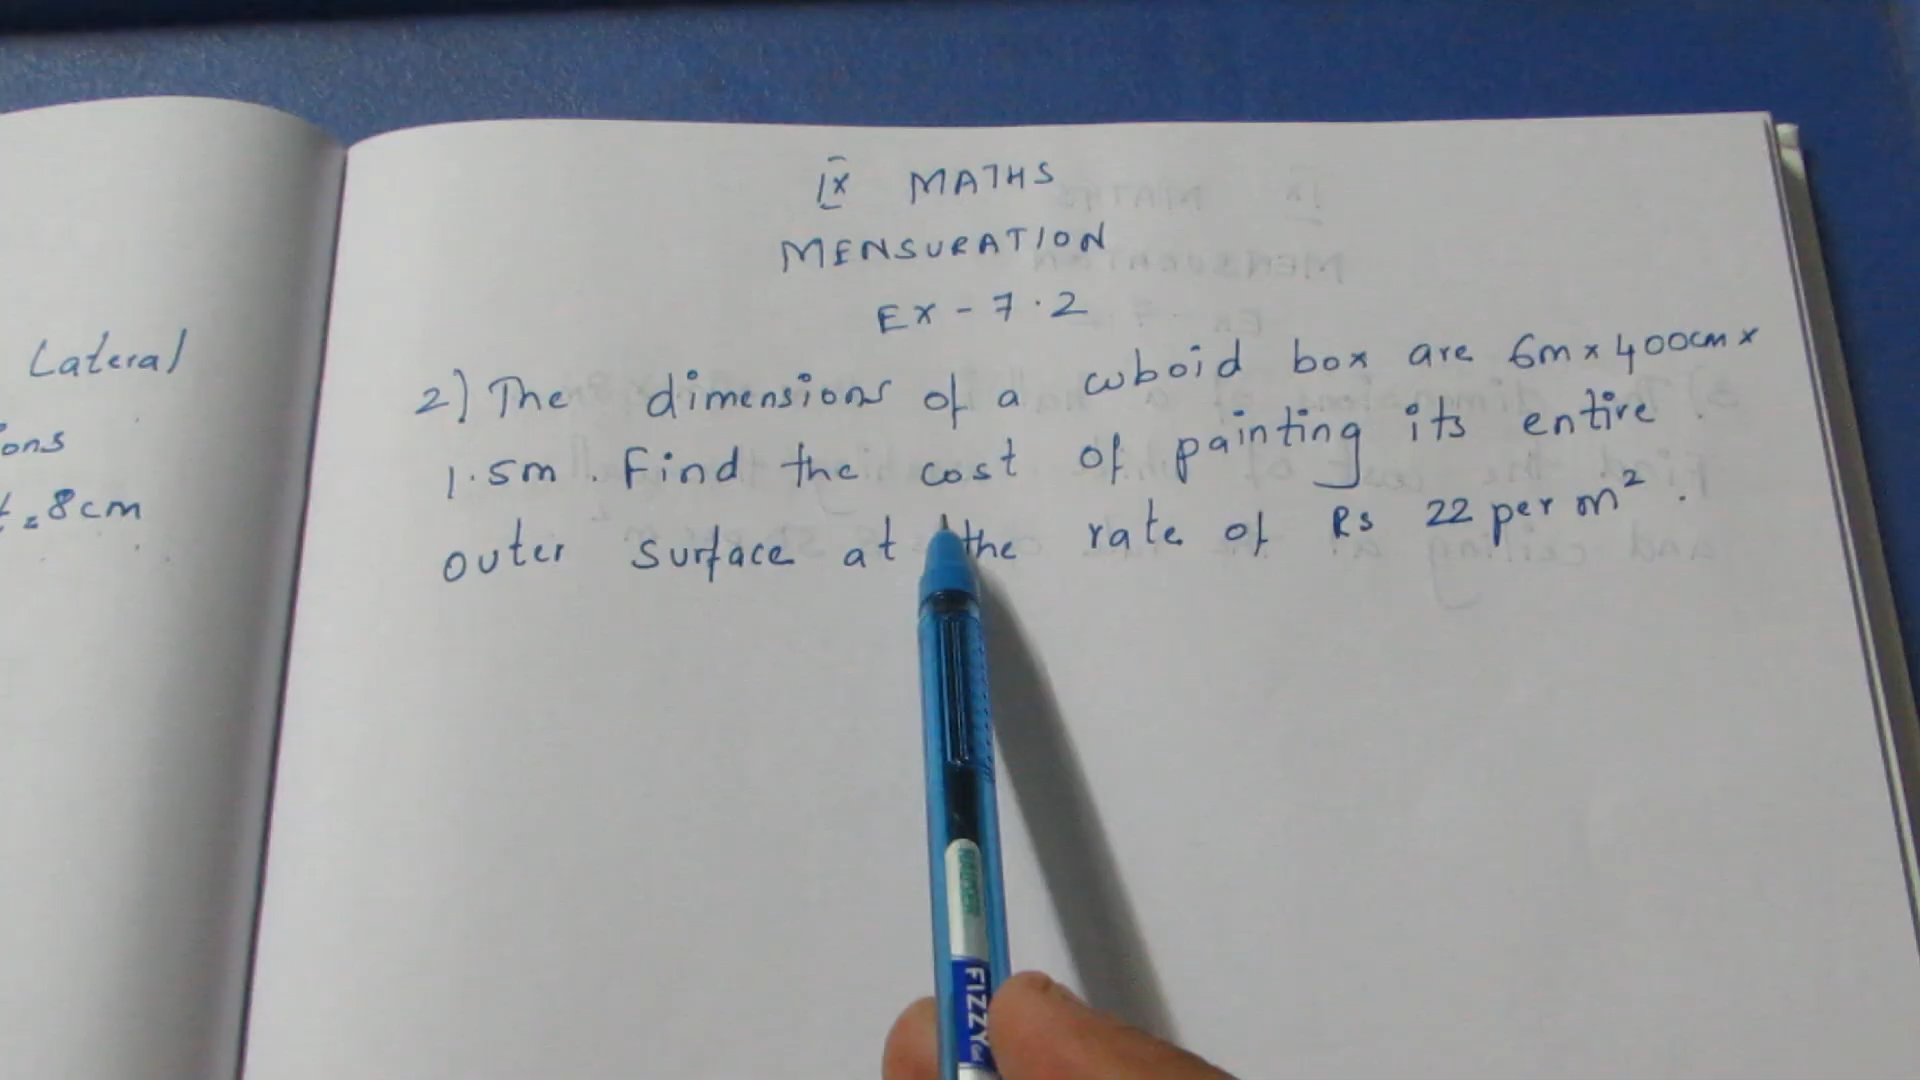 Lateral
ons
= 8cm
IX MATHS
MENSURATION
Ex - 7.2
2) The dimensions of a cuboid box are 6m x 400cm x
1.5m. Find the cost of painting its entire
outer surface at the rate of Rs 22 per m².
FIZZY